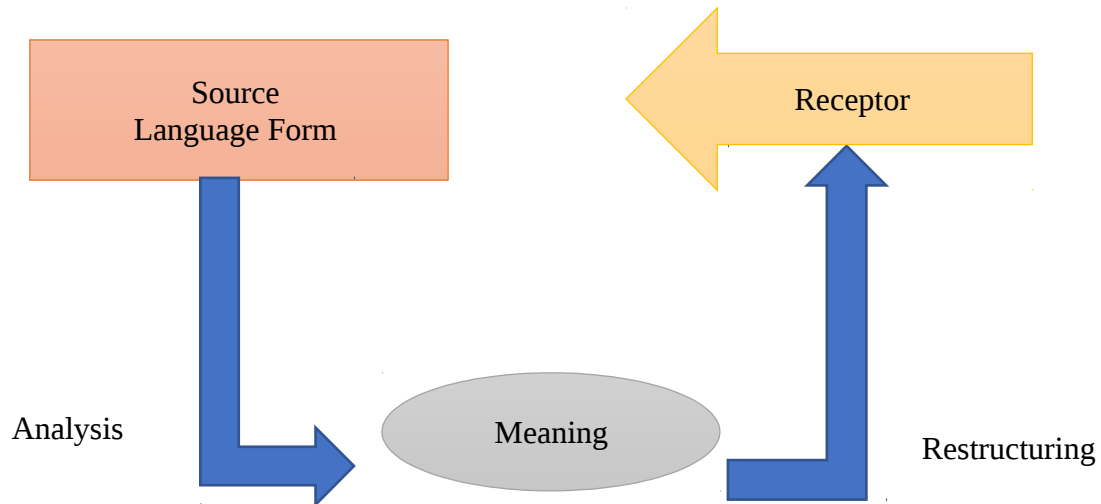 Source
Language Form
Receptor
Analysis
Meaning
Restructuring